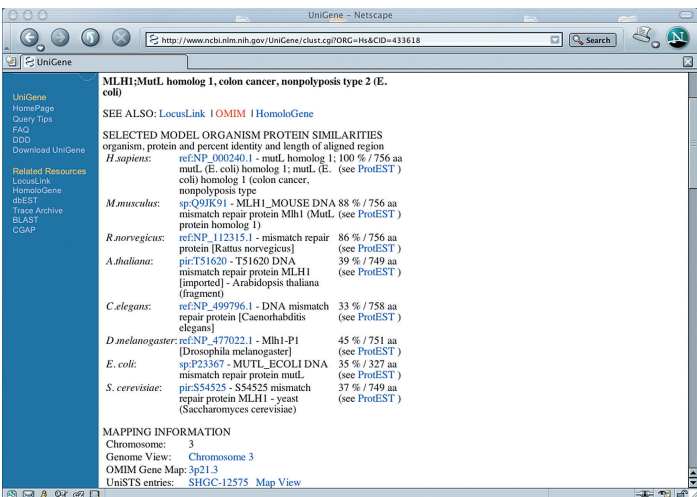 UniGene – Netscape
http://www.ncbi.nlm.nih.gov/UniGene/clust.cgi?ORG=Hs&CID=433618
Search
N
UniGene
UniGene
HomePage
Query Tips
FAQ
DDD
Download UniGene
Related Resources
LocusLink
HomoloGene
dbEST
Trace Archive
BLAST
CGAP
MLH1;MutL homolog 1, colon cancer, nonpolyposis type 2 (E.
coli)
SEE ALSO: LocusLink | OMIM | HomoloGene
SELECTED MODEL ORGANISM PROTEIN SIMILARITIES
organism, protein and percent identity and length of aligned region
H.sapiens: ref:NP_000240.1 - mutL homolog 1; 100 % / 756 aa
mutL (E. coli) homolog 1; mutL (E. (see ProtEST )
coli) homolog 1 (colon cancer,
nonpolyposis type
M.musculus: sp:Q9JK91 - MLH1_MOUSE DNA 88 % / 756 aa
mismatch repair protein Mlh1 (MutL (see ProtEST )
protein homolog 1)
R.norvegicus: ref:NP_112315.1 - mismatch repair 86 % / 756 aa
protein [Rattus norvegicus] (see ProtEST )
A.thaliana: pir:T51620 - T51620 DNA 39 % / 749 aa
mismatch repair protein MLH1 (see ProtEST )
[imported] - Arabidopsis thaliana
(fragment)
C.elegans: ref:NP_499796.1 - DNA mismatch 33 % / 758 aa
repair protein [Caenorhabditis (see ProtEST )
elegans]
D.melanogaster: ref:NP_477022.1 - Mlh1-P1 45 % / 751 aa
[Drosophila melanogaster] (see ProtEST )
E. coli: sp:P23367 - MUTL_ECOLI DNA 35 % / 327 aa
mismatch repair protein mutL (see ProtEST )
S. cerevisiae: pir:S54525 - S54525 mismatch 37 % / 749 aa
repair protein MLH1 - yeast (see ProtEST )
(Saccharomyces cerevisiae)
MAPPING INFORMATION
Chromosome: 3
Genome View: Chromosome 3
OMIM Gene Map: 3p21.3
UniSTS entries: SHGC-12575 Map View